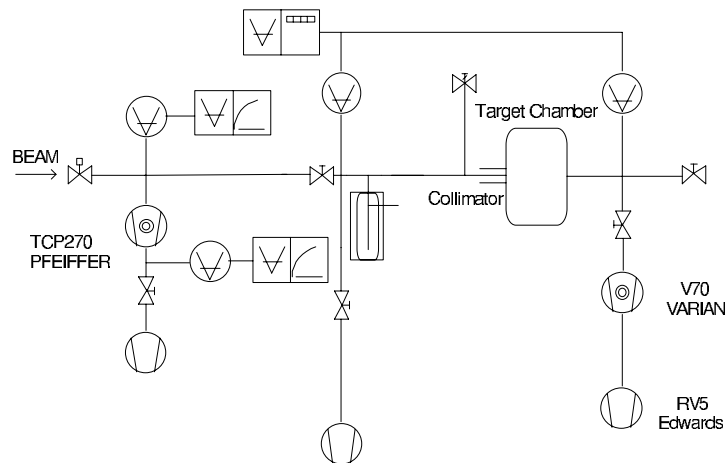 Target Chamber
BEAM
Collimator
TCP270
PFEIFFER
V70
VARIAN
RV5
Edwards